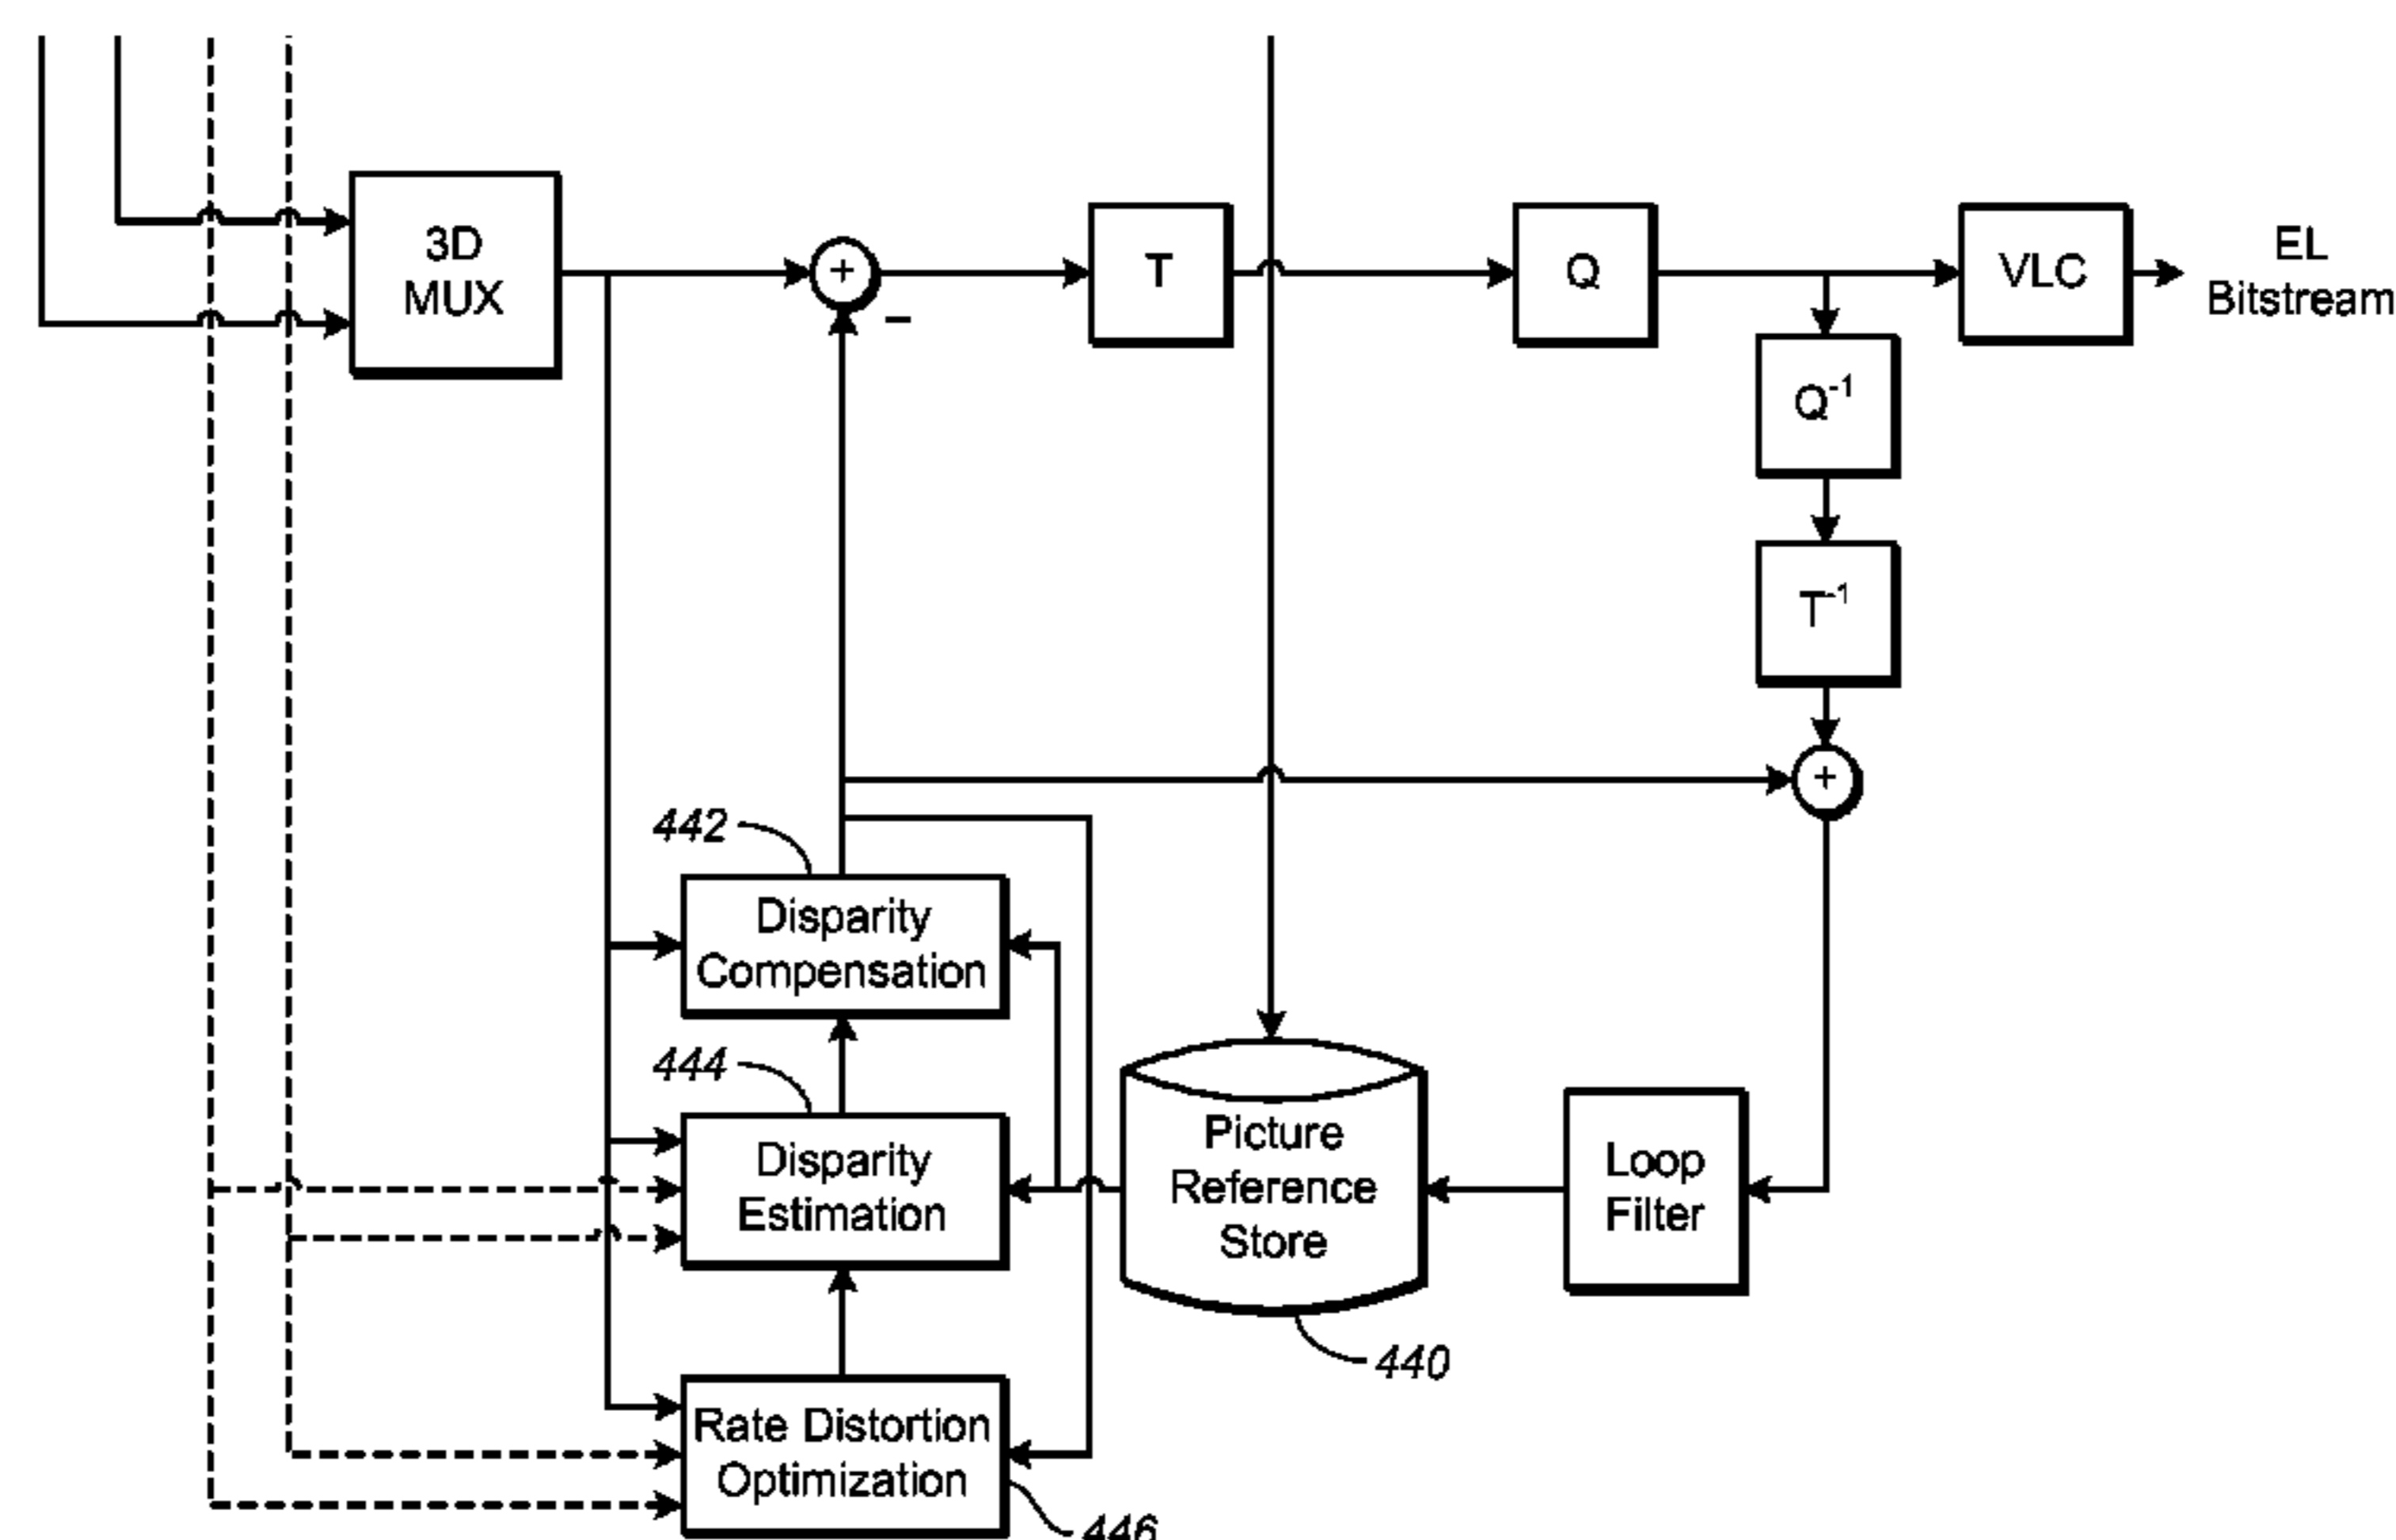 3D
MUX
+
−
T
Q
VLC
EL
Bitstream
Q⁻¹
T⁻¹
+
442
Disparity
Compensation
444
Disparity
Estimation
Picture
Reference
Store
Loop
Filter
440
Rate Distortion
Optimization
446